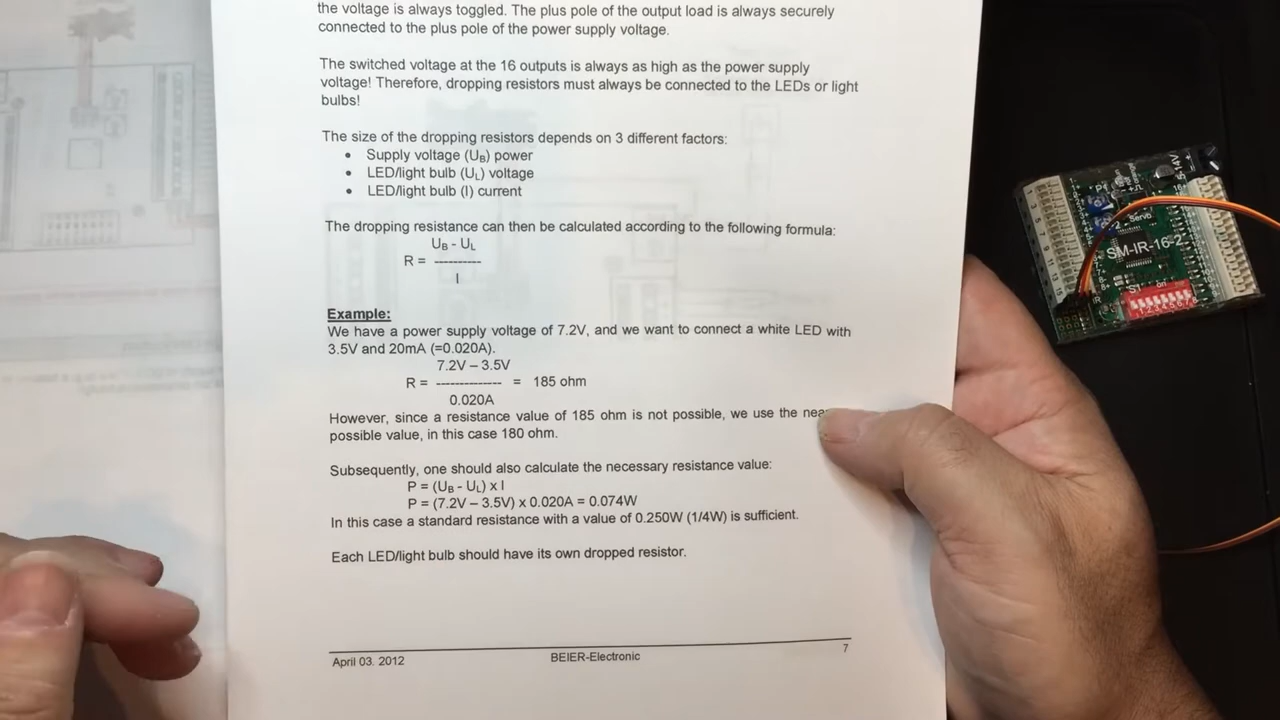 the voltage is always toggled. The plus pole of the output load is always securely
connected to the plus pole of the power supply voltage.
The switched voltage at the 16 outputs is always as high as the power supply
voltage! Therefore, dropping resistors must always be connected to the LEDs or light
bulbs!
The size of the dropping resistors depends on 3 different factors:
• Supply voltage (UB) power
• LED/light bulb (UL) voltage
• LED/light bulb (I) current
The dropping resistance can then be calculated according to the following formula:
UB - UL
R = ----------
I
Example:
We have a power supply voltage of 7.2V, and we want to connect a white LED with
3.5V and 20mA (=0.020A).
7.2V – 3.5V
R = ------------- = 185 ohm
0.020A
However, since a resistance value of 185 ohm is not possible, we use the
possible value, in this case 180 ohm.
Subsequently, one should also calculate the necessary resistance value:
P = (UB - UL) x I
P = (7.2V – 3.5V) x 0.020A = 0.074W
In this case a standard resistance with a value of 0.250W (1/4W) is sufficient.
Each LED/light bulb should have its own dropped resistor.
April 03. 2012 BEIER-Electronic 7
Servo
SM-IR-16-2
S1 on
1 2 3 4 5 6 7 8